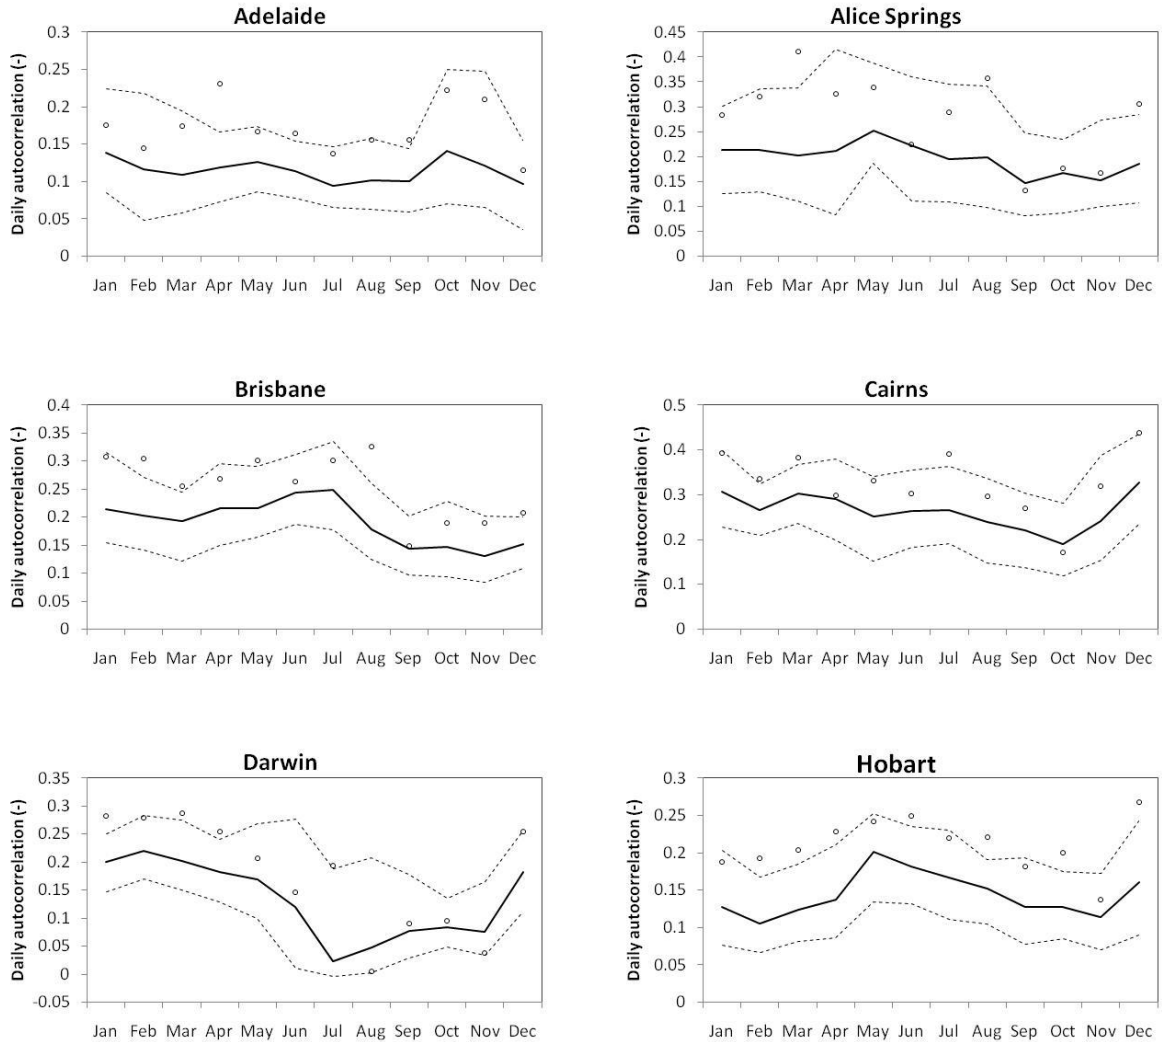 Adelaide
Daily autocorrelation (-)
0.3
0.25
0.2
0.15
0.1
0.05
0
Jan Feb Mar Apr May Jun Jul Aug Sep Oct Nov Dec
Alice Springs
Daily autocorrelation (-)
0.45
0.4
0.35
0.3
0.25
0.2
0.15
0.1
0.05
0
Jan Feb Mar Apr May Jun Jul Aug Sep Oct Nov Dec
Brisbane
Daily autocorrelation (-)
0.4
0.35
0.3
0.25
0.2
0.15
0.1
0.05
0
Jan Feb Mar Apr May Jun Jul Aug Sep Oct Nov Dec
Cairns
Daily autocorrelation (-)
0.5
0.4
0.3
0.2
0.1
0
Jan Feb Mar Apr May Jun Jul Aug Sep Oct Nov Dec
Darwin
Daily autocorrelation (-)
0.35
0.3
0.25
0.2
0.15
0.1
0.05
0
-0.05
Jan Feb Mar Apr May Jun Jul Aug Sep Oct Nov Dec
Hobart
Daily autocorrelation (-)
0.3
0.25
0.2
0.15
0.1
0.05
0
Jan Feb Mar Apr May Jun Jul Aug Sep Oct Nov Dec